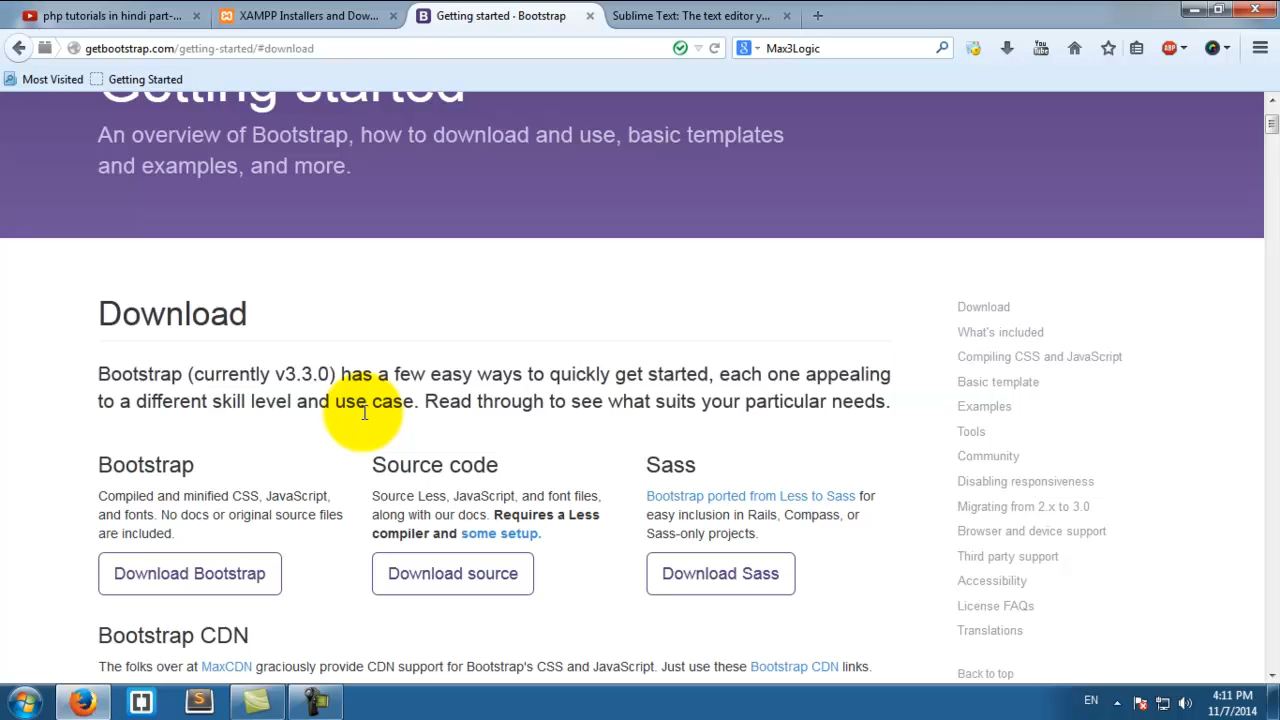 php tutorials in hindi part-...
XAMPP Installers and Dow...
Getting started · Bootstrap
Sublime Text: The text editor y...
getbootstrap.com/getting-started/#download
Max3Logic
You Tube
ABP
Most Visited
Getting Started
Getting started
An overview of Bootstrap, how to download and use, basic templates
and examples, and more.
Download
Bootstrap (currently v3.3.0) has a few easy ways to quickly get started, each one appealing
to a different skill level and use case. Read through to see what suits your particular needs.
Bootstrap
Compiled and minified CSS, JavaScript,
and fonts. No docs or original source files
are included.
Download Bootstrap
Source code
Source Less, JavaScript, and font files,
along with our docs. Requires a Less
compiler and some setup.
Download source
Sass
Bootstrap ported from Less to Sass for
easy inclusion in Rails, Compass, or
Sass-only projects.
Download Sass
Bootstrap CDN
The folks over at MaxCDN graciously provide CDN support for Bootstrap's CSS and JavaScript. Just use these Bootstrap CDN links.
Download
What's included
Compiling CSS and JavaScript
Basic template
Examples
Tools
Community
Disabling responsiveness
Migrating from 2.x to 3.0
Browser and device support
Third party support
Accessibility
License FAQs
Translations
Back to top
EN
4:11 PM
11/7/2014